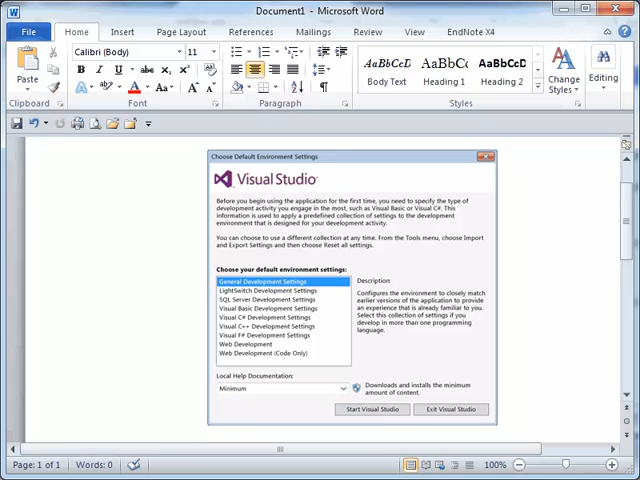 Document1 - Microsoft Word
File Home Insert Page Layout References Mailings Review View EndNote X4
Paste
Clipboard
Calibri (Body) 11
B I U abc x₂ x²
Font
Paragraph
AaBbCcI AaBbCc AaBbCcD
Body Text Heading 1 Heading 2
Change Styles
Styles
Editing
Choose Default Environment Settings
Visual Studio
Before you begin using the application for the first time, you need to specify the type of
development activity you engage in the most, such as Visual Basic or Visual C#. This
information is used to apply a predefined collection of settings to the development
environment that is designed for your development activity.
You can choose to use a different collection at any time. From the Tools menu, choose Import
and Export Settings and then choose Reset all settings.
Choose your default environment settings:
General Development Settings
LightSwitch Development Settings
SQL Server Development Settings
Visual Basic Development Settings
Visual C# Development Settings
Visual C++ Development Settings
Visual F# Development Settings
Web Development
Web Development (Code Only)
Description:
Configures the environment to closely match
earlier versions of the application to provide
an experience that is already familiar to you.
Select this collection of settings if you
develop in more than one programming
language.
Local Help Documentation:
Minimum
Downloads and installs the minimum
amount of content.
Start Visual Studio Exit Visual Studio
Page: 1 of 1 Words: 0 100%